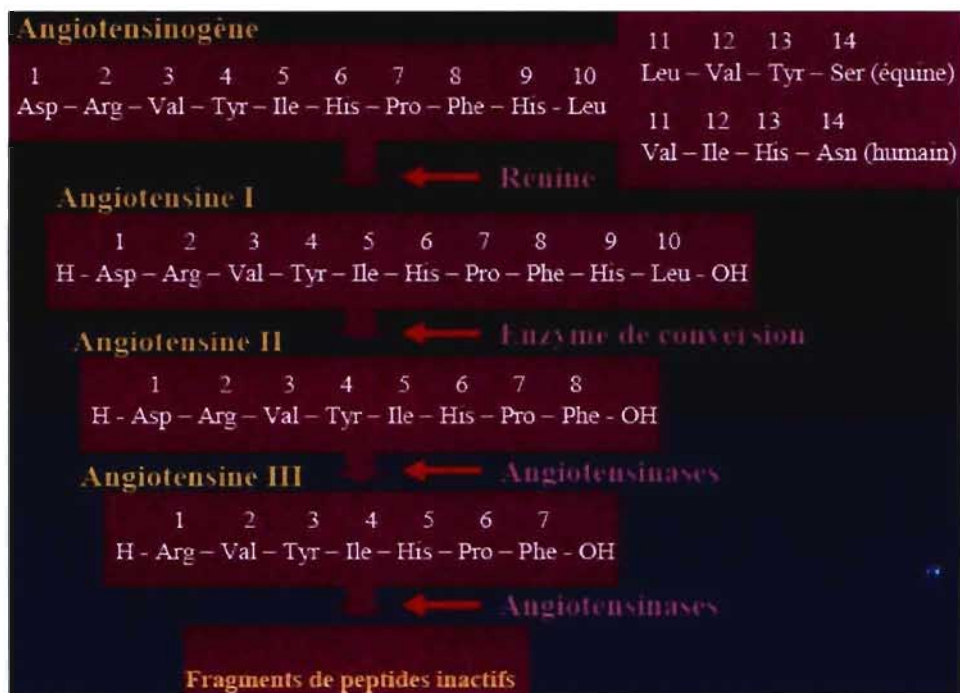 Angiotensinogène
1 2 3 4 5 6 7 8 9 10
Asp – Arg – Val – Tyr – Ile – His – Pro – Phe – His - Leu
11 12 13 14
Leu – Val – Tyr – Ser (équine)
11 12 13 14
Val – Ile – His – Asn (humain)
Rénine
Angiotensine I
1 2 3 4 5 6 7 8 9 10
H - Asp – Arg – Val – Tyr – Ile – His – Pro – Phe – His – Leu - OH
Enzyme de conversion
Angiotensine II
1 2 3 4 5 6 7 8
H - Asp – Arg – Val – Tyr – Ile – His – Pro – Phe - OH
Angiotensinases
Angiotensine III
1 2 3 4 5 6 7
H - Arg – Val – Tyr – Ile – His – Pro – Phe - OH
Angiotensinases
Fragments de peptides inactifs